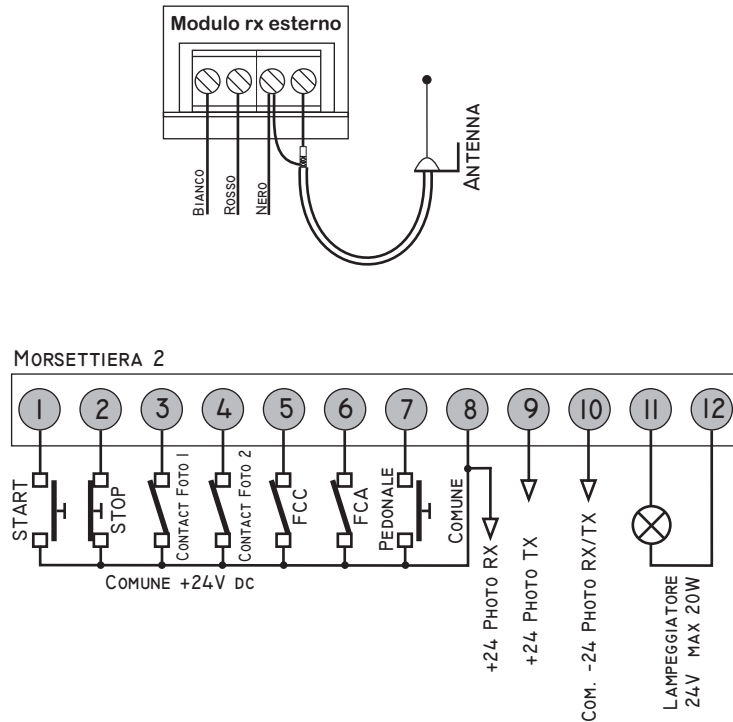 Modulo rx esterno
BIANCO
ROSSO
NERO
ANTENNA
MORSETTIERA 2
1 2 3 4 5 6 7 8 9 10 11 12
START
STOP
CONTACT FOTO 1
CONTACT FOTO 2
FCC
FCA
PEDONALE
COMUNE
COMUNE +24V DC
+24 PHOTO RX
+24 PHOTO TX
COM. -24 PHOTO RX/TX
LAMPEGGIATORE
24V MAX 20W